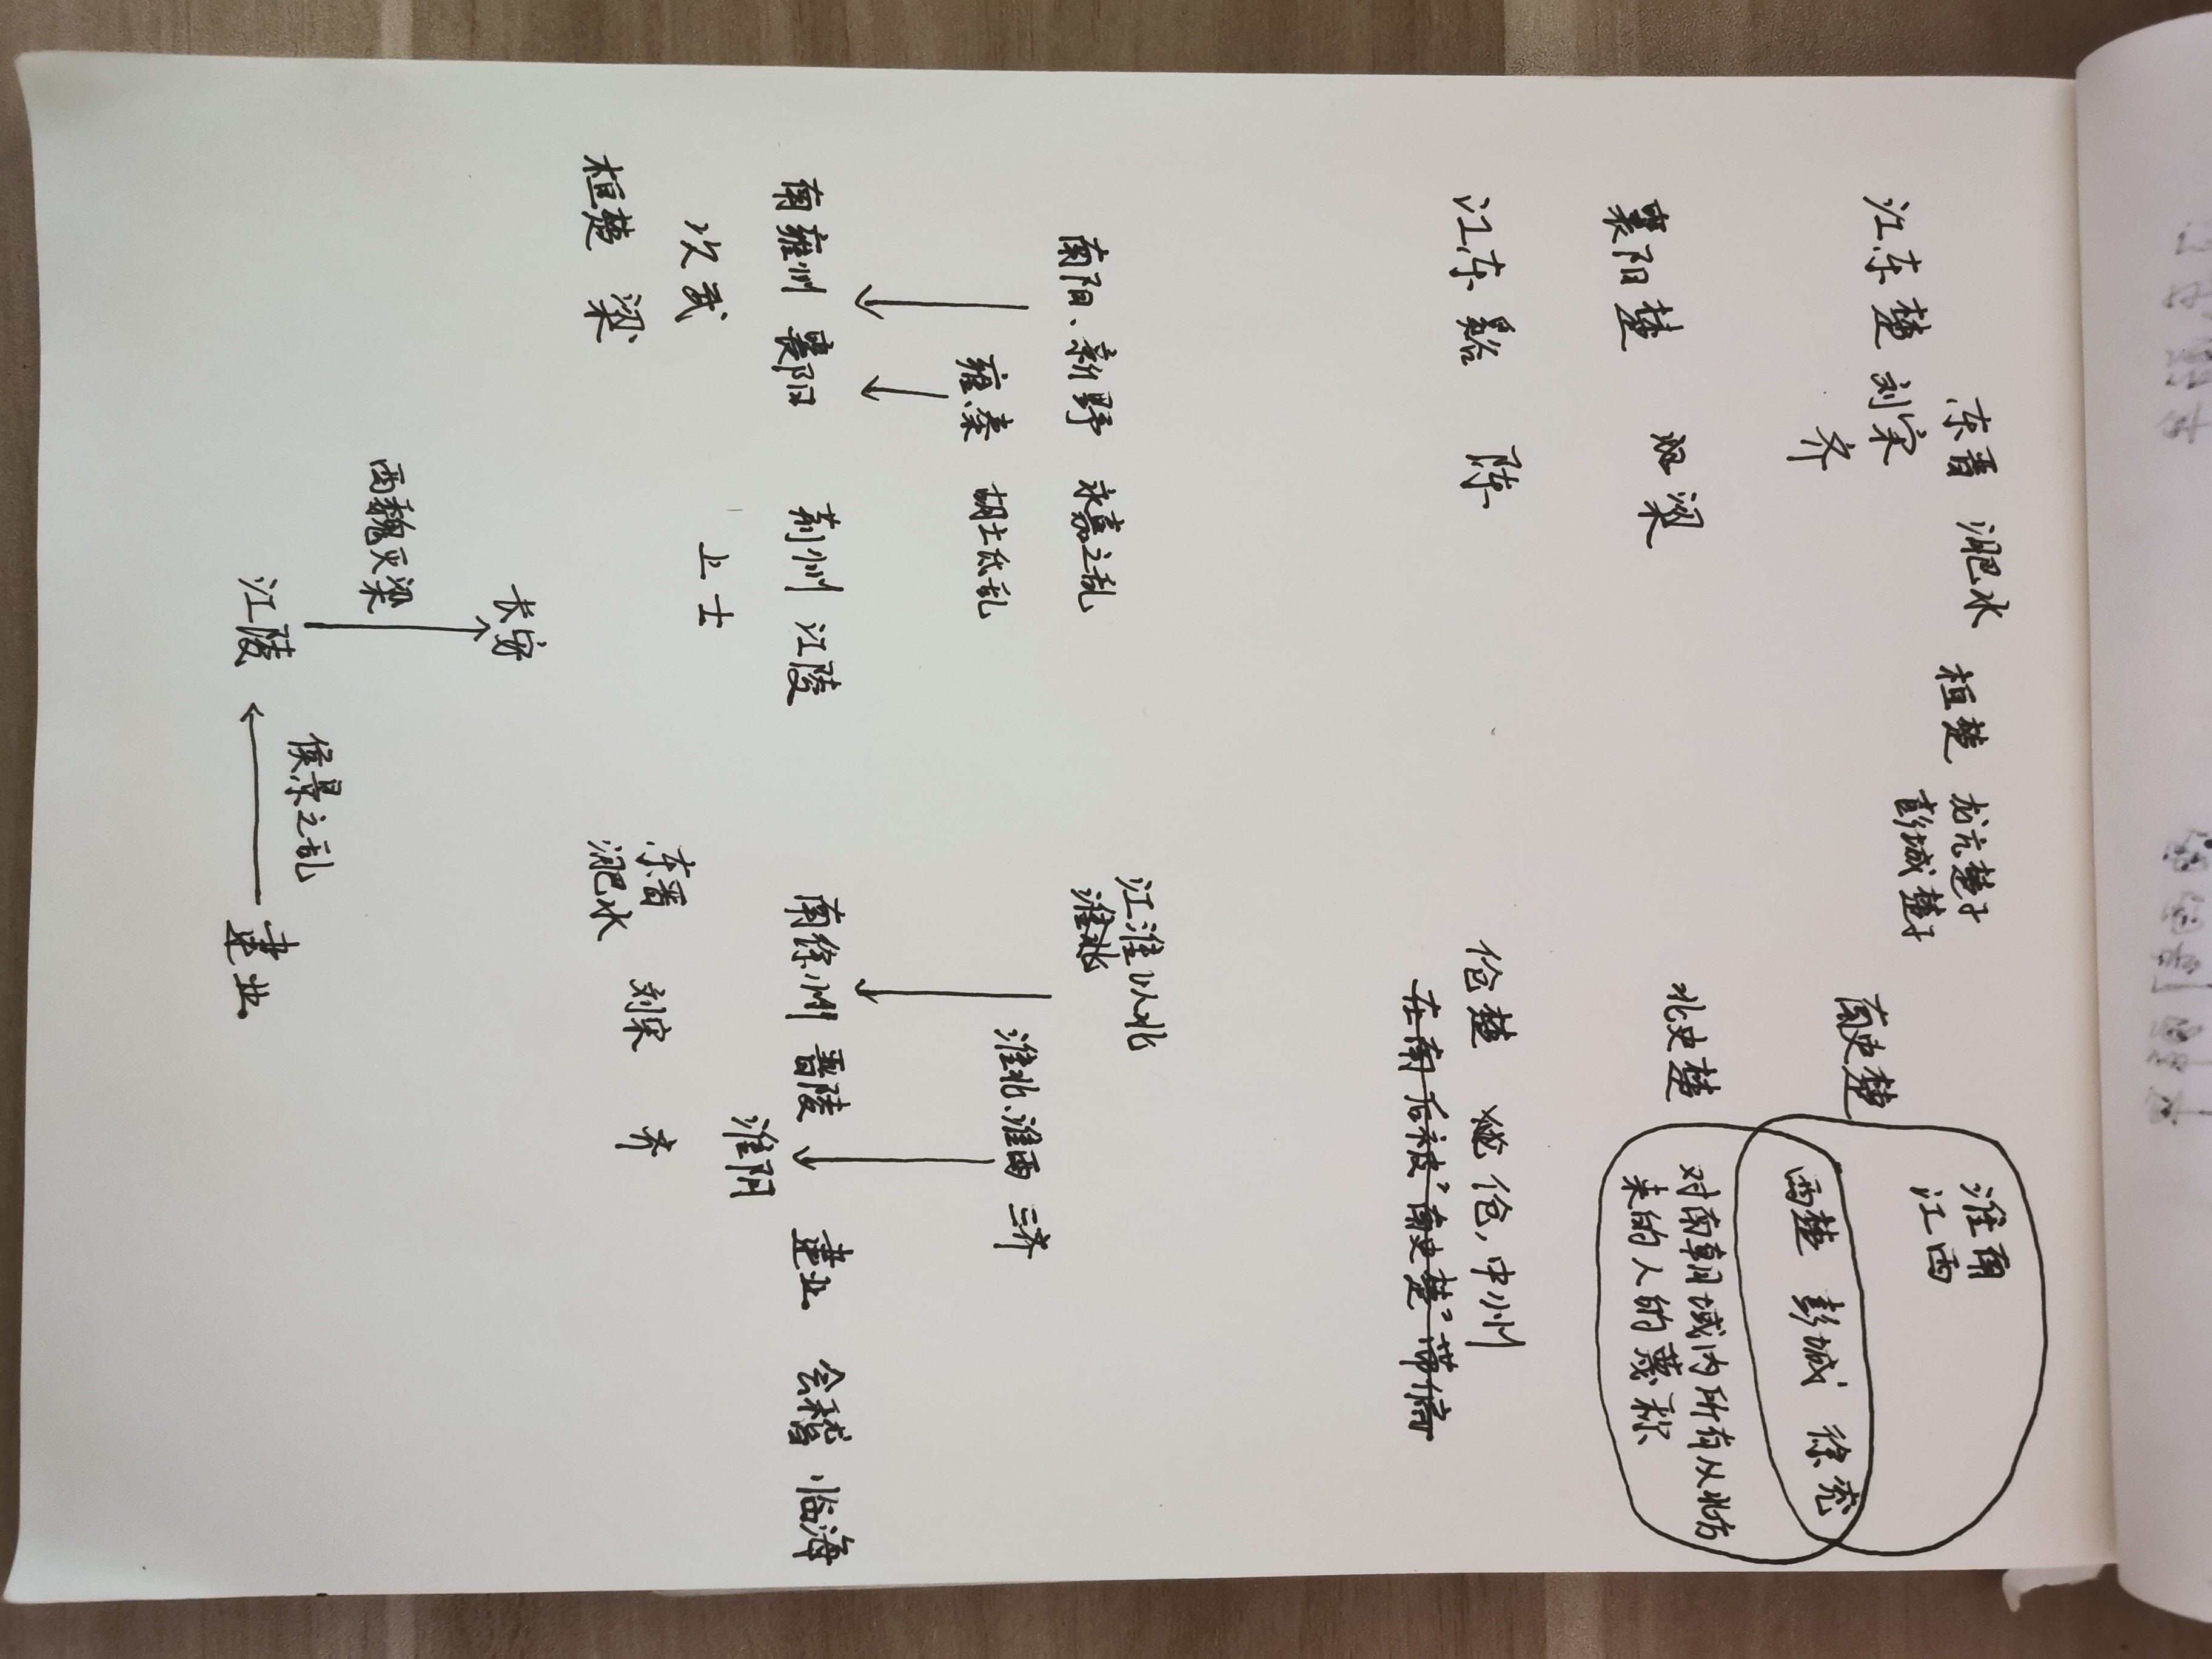 东晋 淝水
桓楚 龙亢楚子
彭城楚子
江东楚 刘宋
齐
淮南
江西
南史楚
西楚 彭城 徐兖
北史楚
对南朝域内所有从北方
来的人的蔑称
襄阳楚 梁
江东谿 陈
伧楚 伧,中州
在南后被"南史楚"带偏
南阳、新野 永嘉之乱
雍、秦 胡亡氐乱
南雍州 襄阳 荆州 江陵
次武 上士
桓楚 梁
江淮以北
淮北
淮北、淮西 三齐
南徐州 晋陵 建业 会稽 临海
淮阴
东晋 刘宋 齐
淝水
长安
西魏灭梁
侯景之乱
江陵 建业